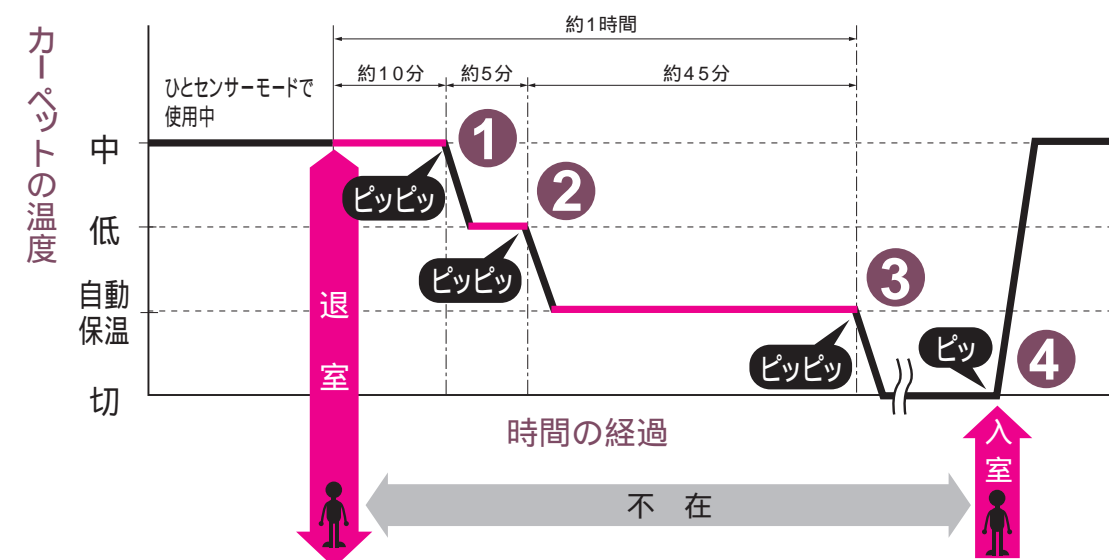 カーペットの温度
約1時間
約10分
約5分
約45分
ひとセンサーモードで
使用中
中
低
自動
保温
切
1
ピッピッ
2
ピッピッ
3
ピッピッ
ピッ
4
退室
時間の経過
入室
不 在